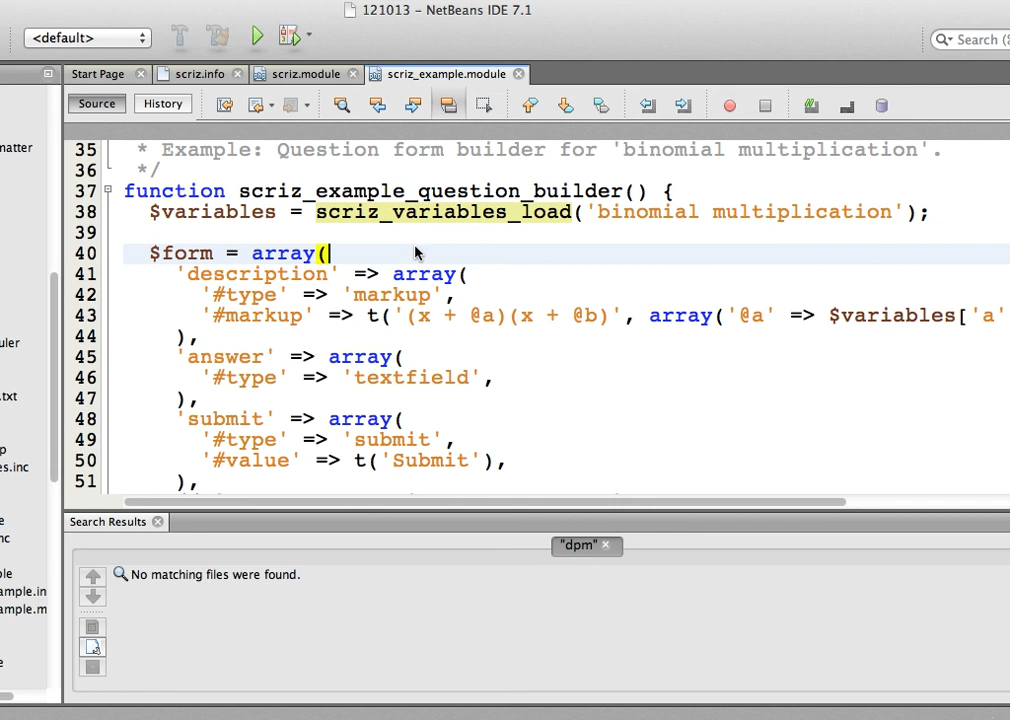 121013 – NetBeans IDE 7.1
<default>
Search (
Start Page
scriz.info
scriz.module
scriz_example.module
Source
History
35 * Example: Question form builder for 'binomial multiplication'.
36 */
37 function scriz_example_question_builder() {
38 $variables = scriz_variables_load('binomial multiplication');
39
40 $form = array(
41 'description' => array(
42 '#type' => 'markup',
43 '#markup' => t('(x + @a)(x + @b)', array('@a' => $variables['a'
44 ),
45 'answer' => array(
46 '#type' => 'textfield',
47 ),
48 'submit' => array(
49 '#type' => 'submit',
50 '#value' => t('Submit'),
51 ),
matter
uler
.txt
p
es.inc
e
nc
ple
ample.in
ample.m
e
Search Results
"dpm"
No matching files were found.